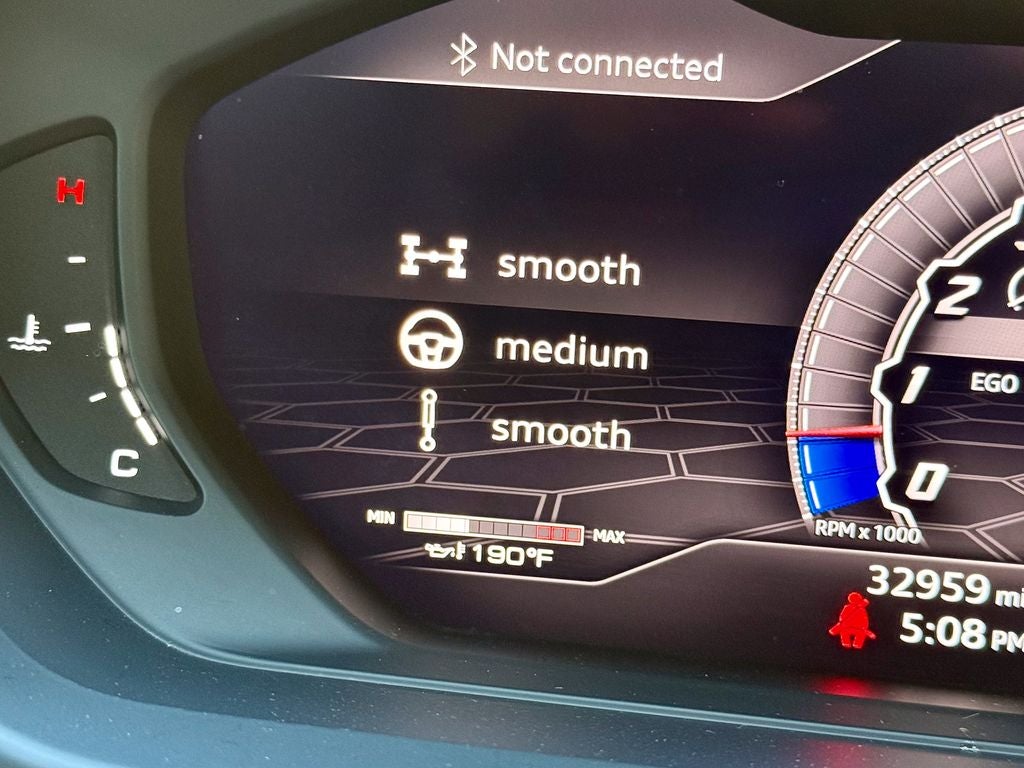 Not connected
H
smooth
2
medium
1
EGO
smooth
C
0
MIN MAX
RPM x 1000
190°F
32959 mi
5:08 PM